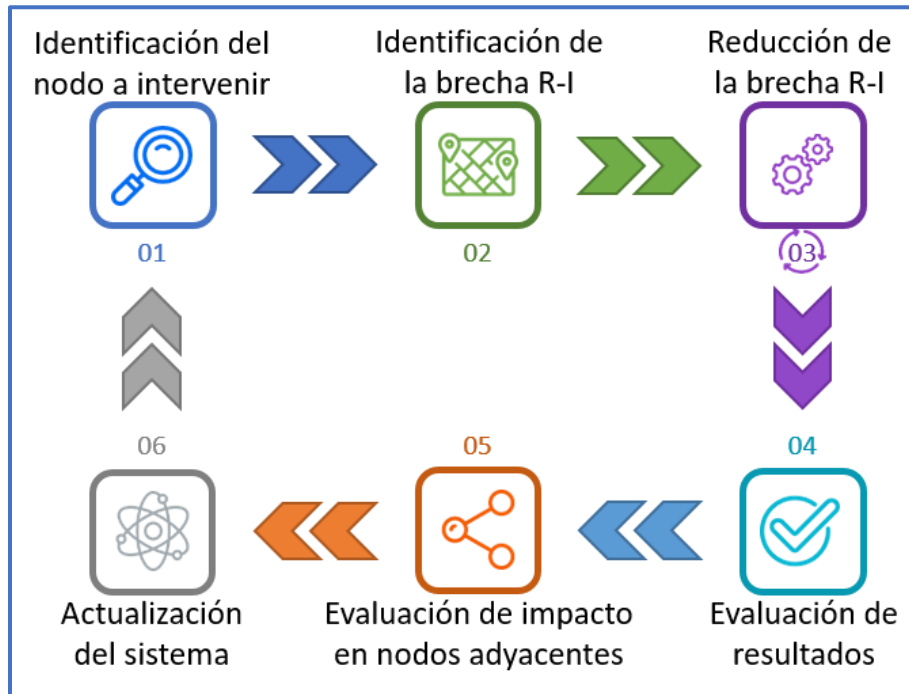 Identificación del
nodo a intervenir
01
Identificación de
la brecha R-I
02
Reducción de
la brecha R-I
03
04
Evaluación de
resultados
05
Evaluación de impacto
en nodos adyacentes
06
Actualización
del sistema